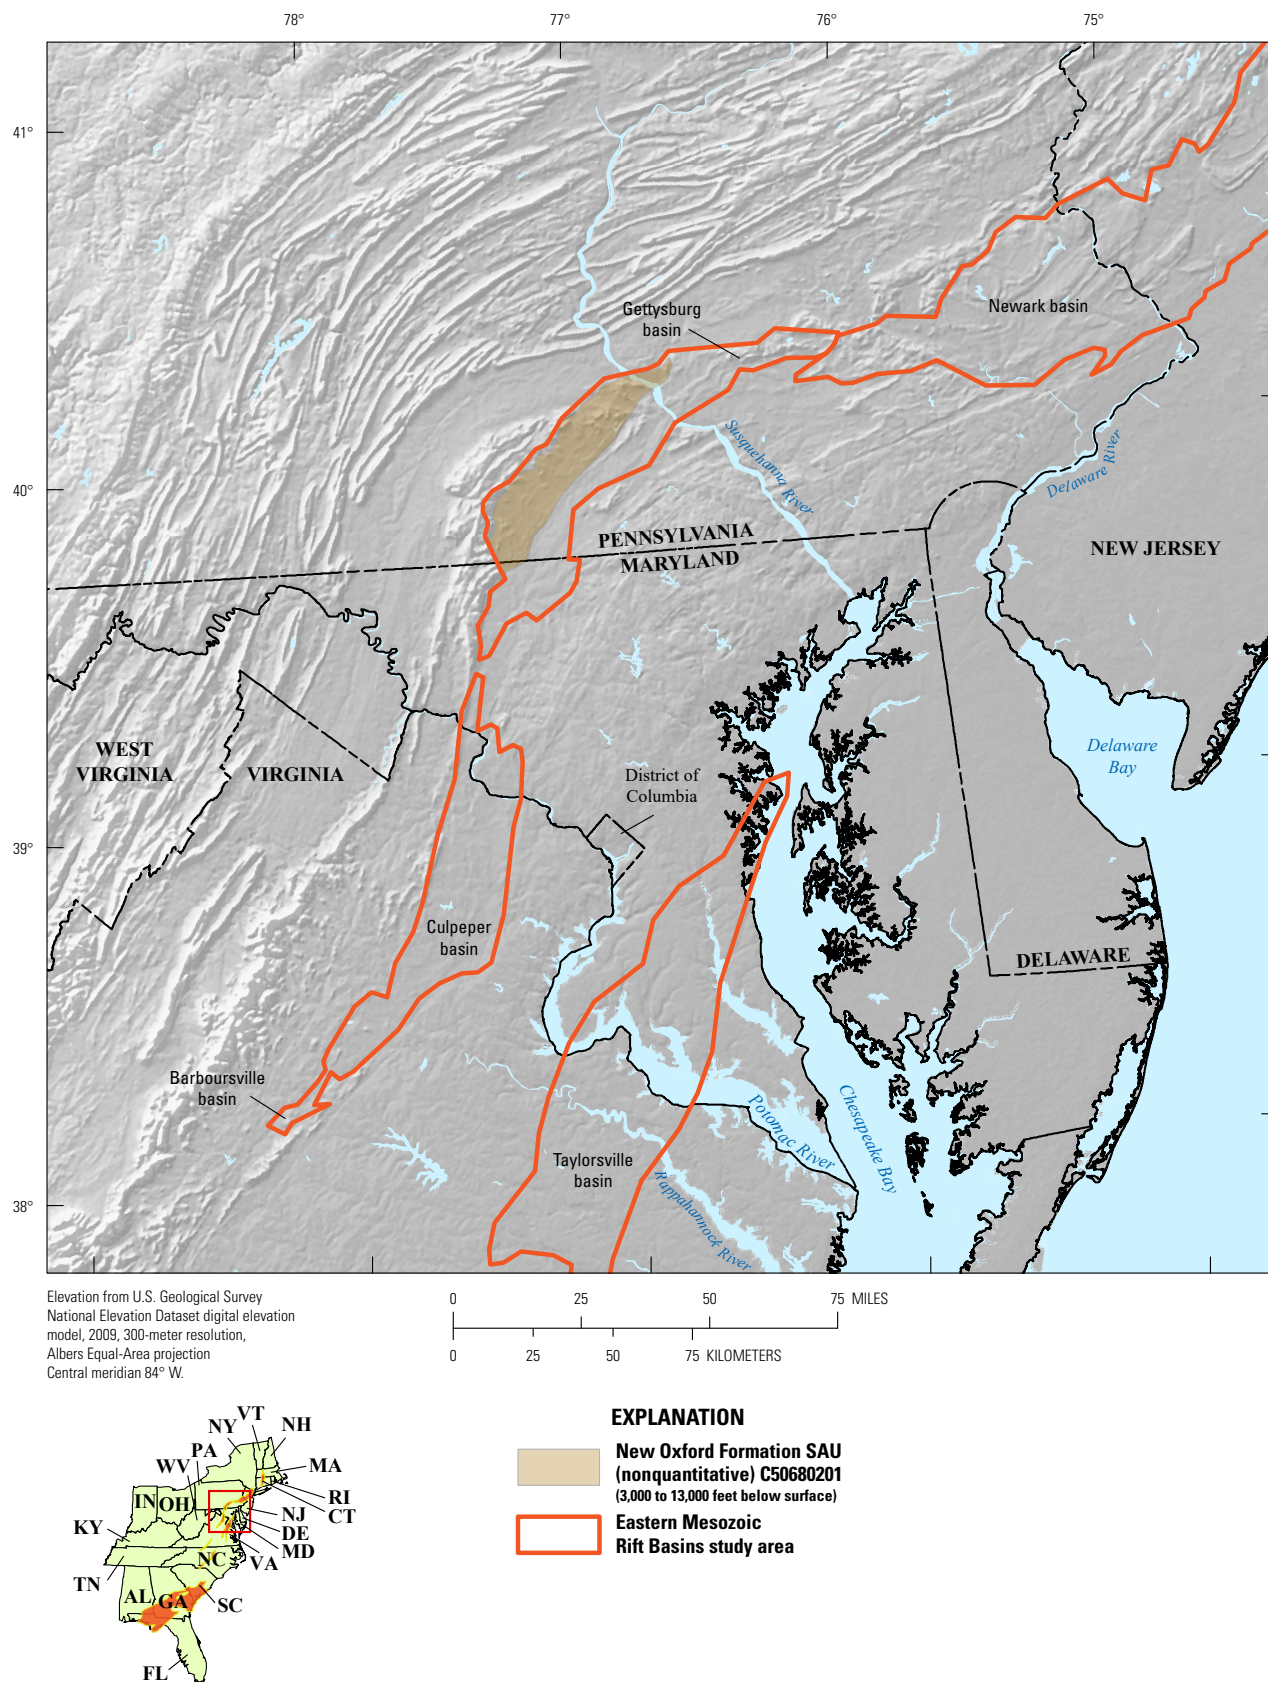 78°
77°
76°
75°
41°
40°
39°
38°
Gettysburg
basin
Newark basin
Susquehanna River
Delaware River
PENNSYLVANIA
MARYLAND
NEW JERSEY
WEST
VIRGINIA
VIRGINIA
District of
Columbia
Delaware
Bay
Culpeper
basin
DELAWARE
Barboursville
basin
Taylorsville
basin
Potomac River
Chesapeake Bay
Rappahannock River
Elevation from U.S. Geological Survey
National Elevation Dataset digital elevation
model, 2009, 300-meter resolution,
Albers Equal-Area projection
Central meridian 84° W.
0 25 50 75 MILES
0 25 50 75 KILOMETERS
EXPLANATION
New Oxford Formation SAU
(nonquantitative) C50680201
(3,000 to 13,000 feet below surface)
Eastern Mesozoic
Rift Basins study area
VT
NY
NH
PA
WV
MA
IN
OH
RI
CT
NJ
KY
DE
MD
VA
NC
TN
AL
GA
SC
FL